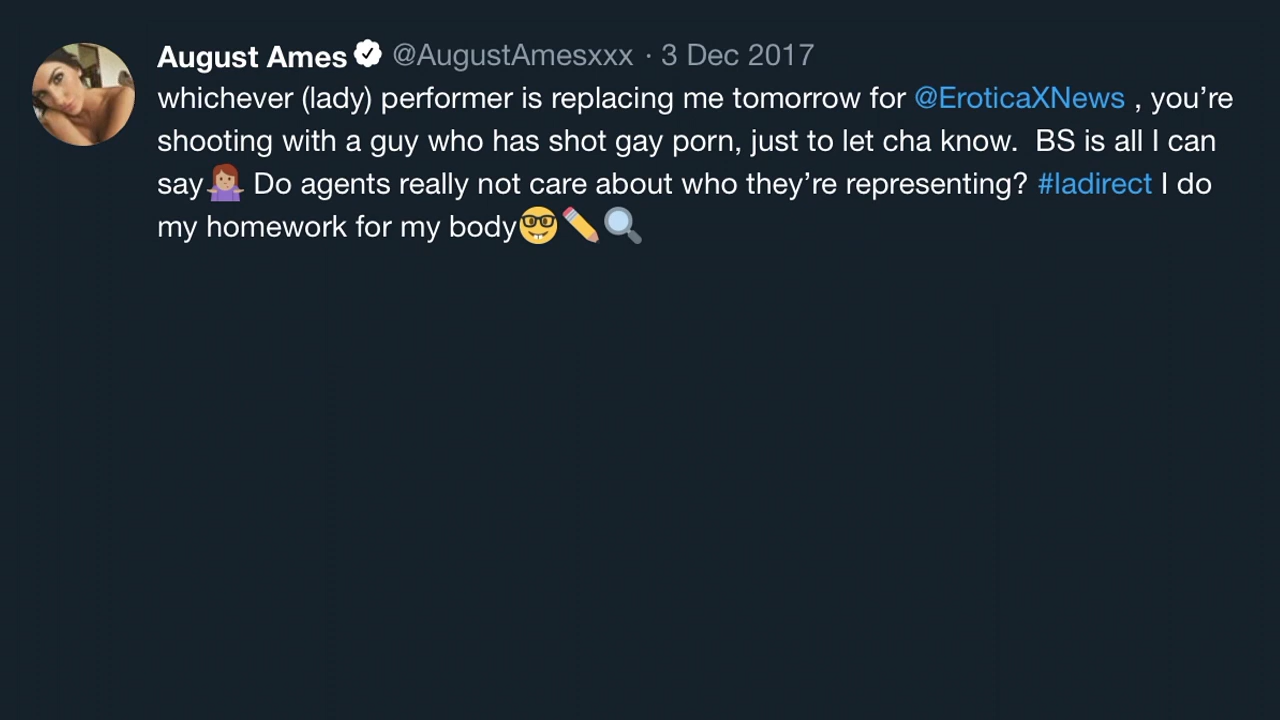 August Ames @AugustAmesxxx · 3 Dec 2017
whichever (lady) performer is replacing me tomorrow for @EroticaXNews , you’re
shooting with a guy who has shot gay porn, just to let cha know.  BS is all I can
say🤷🏽‍♀️ Do agents really not care about who they’re representing? #ladirect I do
my homework for my body🤓✏️🔍